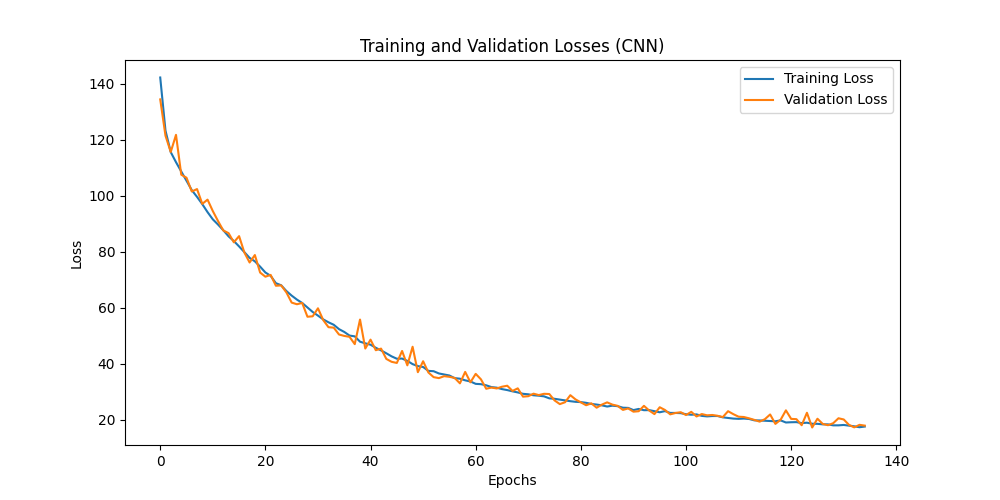 Training and Validation Losses (CNN)
Training Loss
Validation Loss
140
120
100
80
60
40
20
Loss
0 20 40 60 80 100 120 140
Epochs